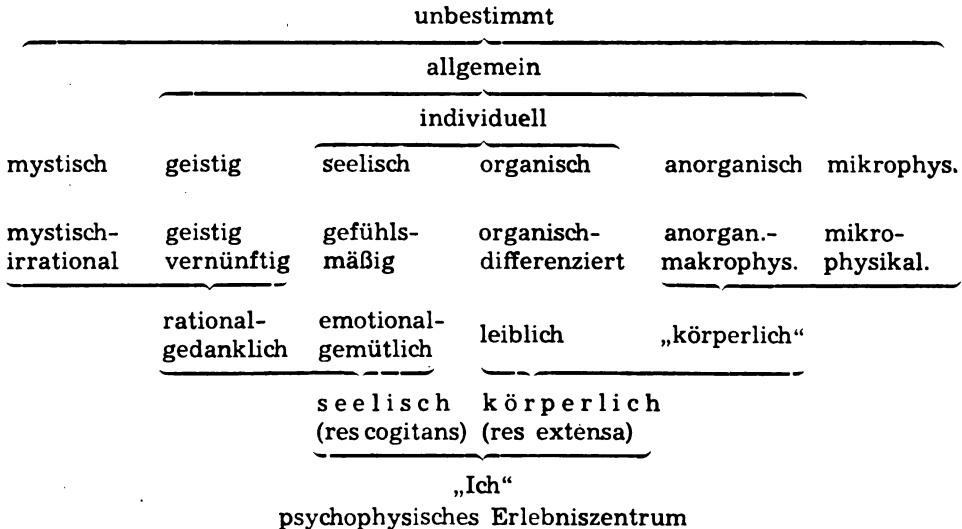 unbestimmt
allgemein
individuell
mystisch geistig seelisch organisch anorganisch mikrophys.
mystisch- geistig gefühls- organisch- anorgan.- mikro-
irrational vernünftig mäßig differenziert makrophys. physikal.
rational- emotional-
gedanklich gemütlich leiblich „körperlich“
seelisch körperlich
(res cogitans) (res extensa)
„Ich“
psychophysisches Erlebniszentrum